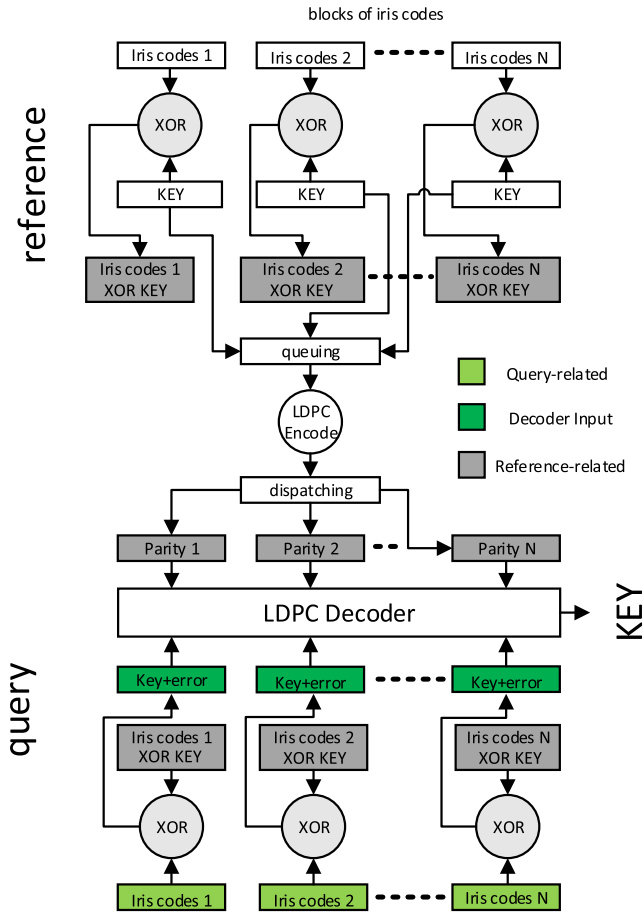 blocks of iris codes
Iris codes 1
Iris codes 2
Iris codes N
XOR
XOR
XOR
reference
KEY
KEY
KEY
Iris codes 1
XOR KEY
Iris codes 2
XOR KEY
Iris codes N
XOR KEY
queuing
Query-related
LDPC
Encode
Decoder Input
Reference-related
dispatching
Parity 1
Parity 2
Parity N
LDPC Decoder
KEY
query
Key+error
Key+error
Key+error
Iris codes 1
XOR KEY
Iris codes 2
XOR KEY
Iris codes N
XOR KEY
XOR
XOR
XOR
Iris codes 1
Iris codes 2
Iris codes N